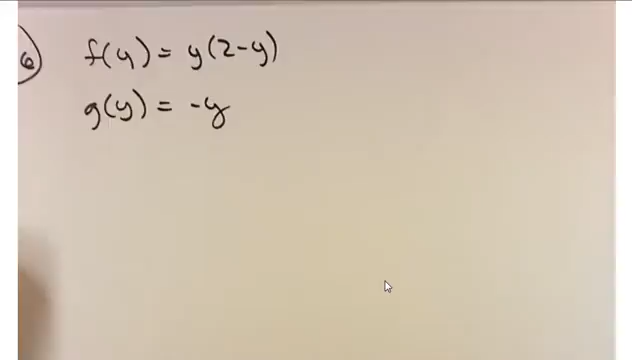 6) f(y) = y(2-y)
g(y) = -y